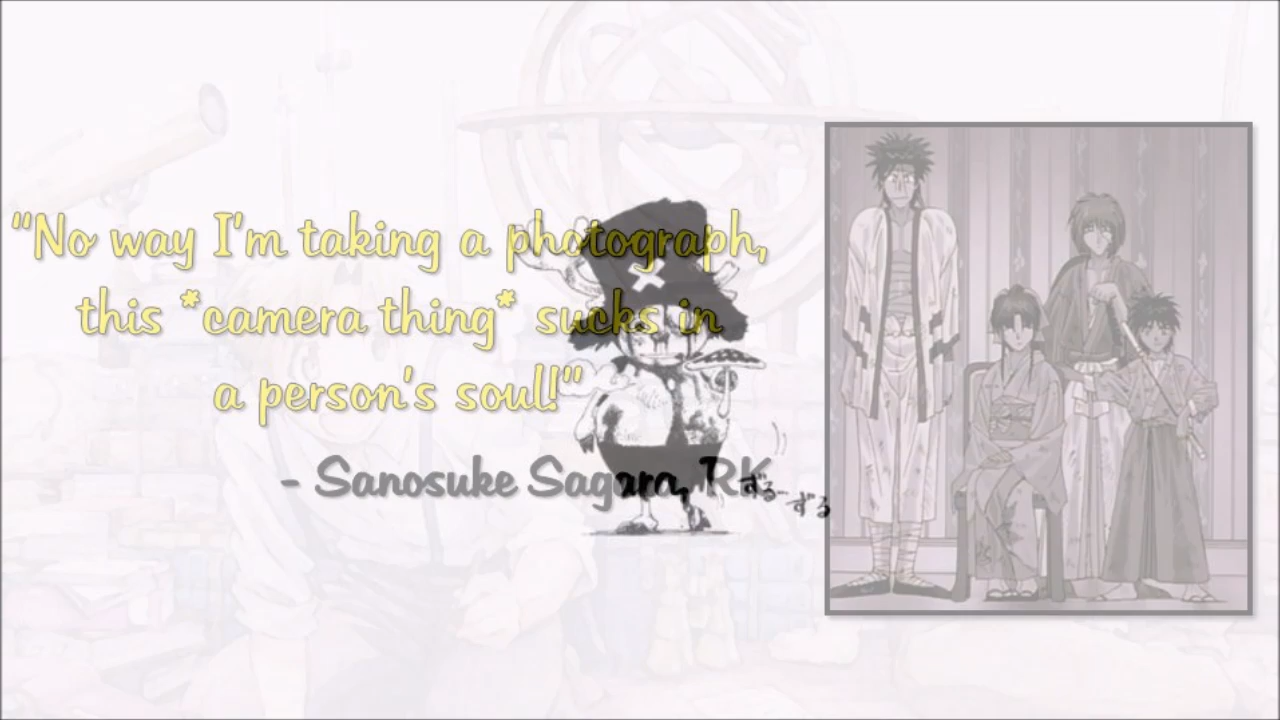 "No way I'm taking a photograph,
this *camera thing* sucks in
a person's soul!"
- Sanosuke Sagara, RK
ずる~ずる